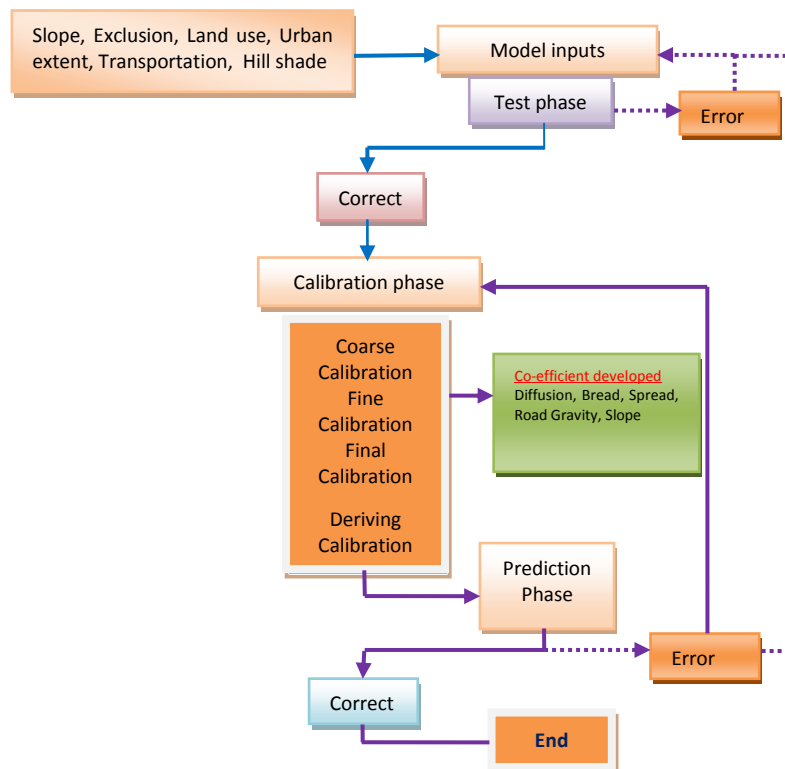 Slope, Exclusion, Land use, Urban
extent, Transportation, Hill shade
Model inputs
Test phase
Error
Correct
Calibration phase
Coarse
Calibration
Fine
Calibration
Final
Calibration
Deriving
Calibration
Co-efficient developed
Diffusion, Bread, Spread,
Road Gravity, Slope
Prediction
Phase
Error
Correct
End